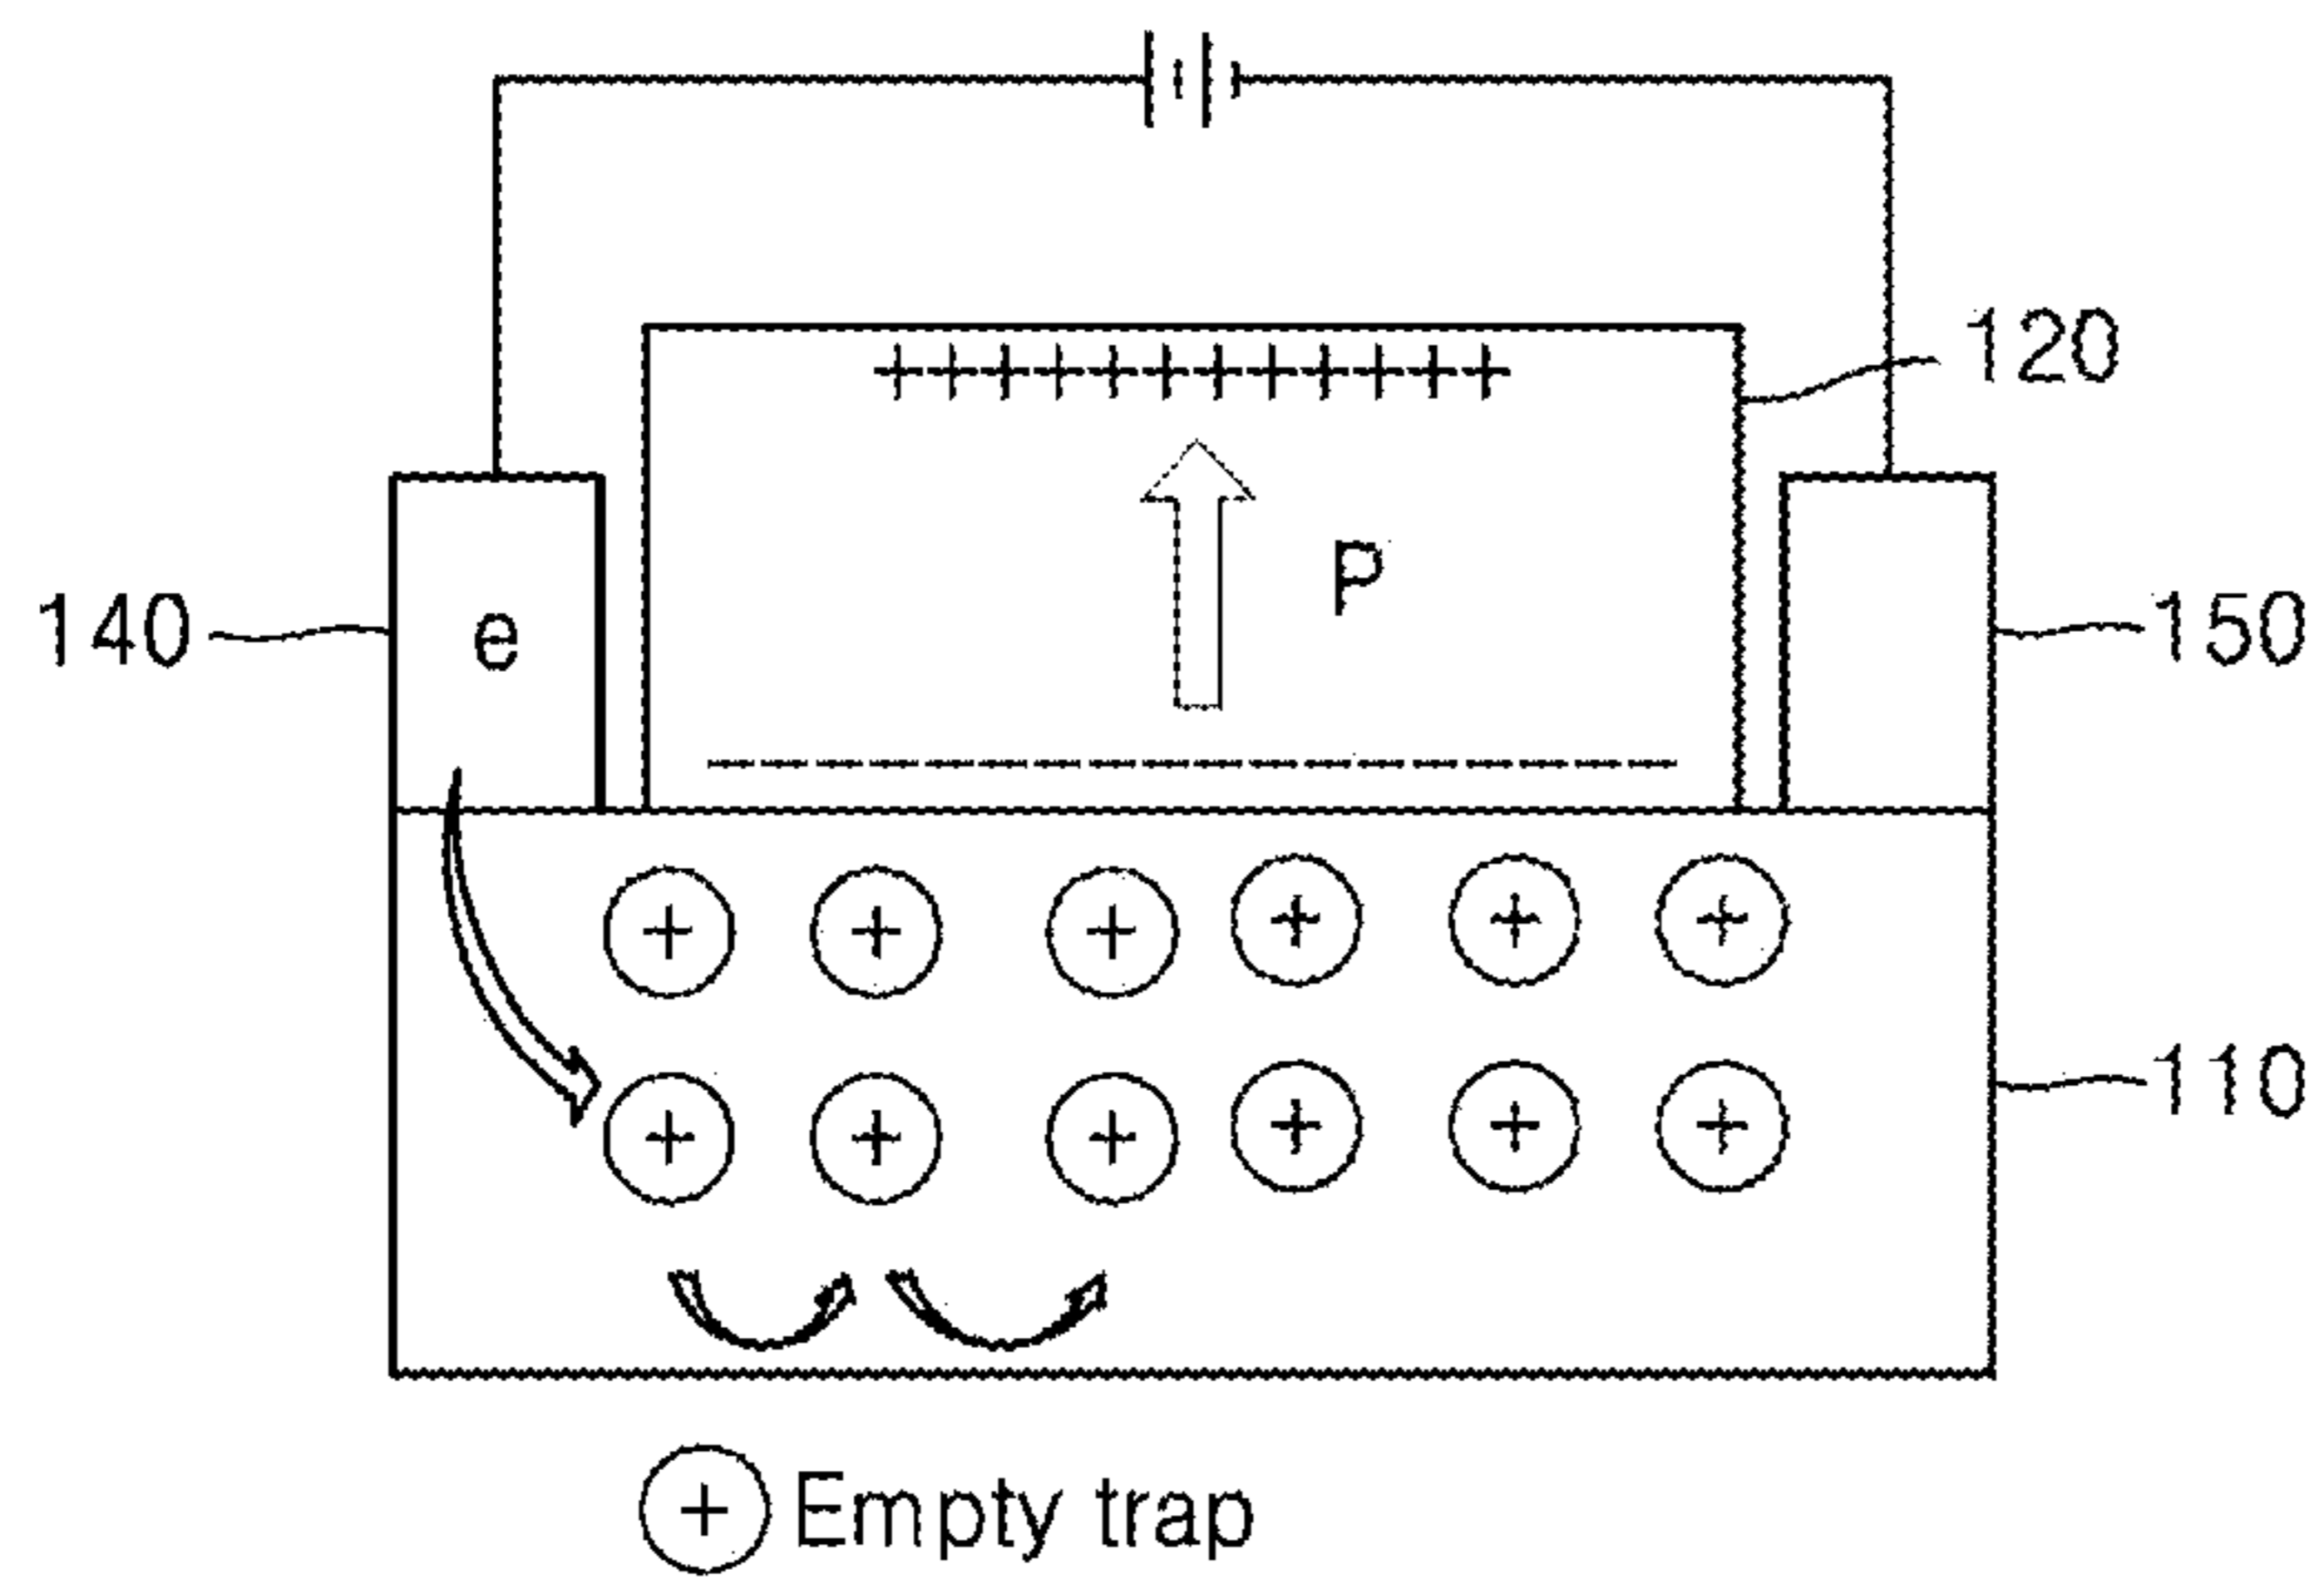 +++++++++++++
120
P
140
e
150
– – – – – – – – – – – – – – – – – –
+ + + + + +
110
+ + + + + +
+ Empty trap